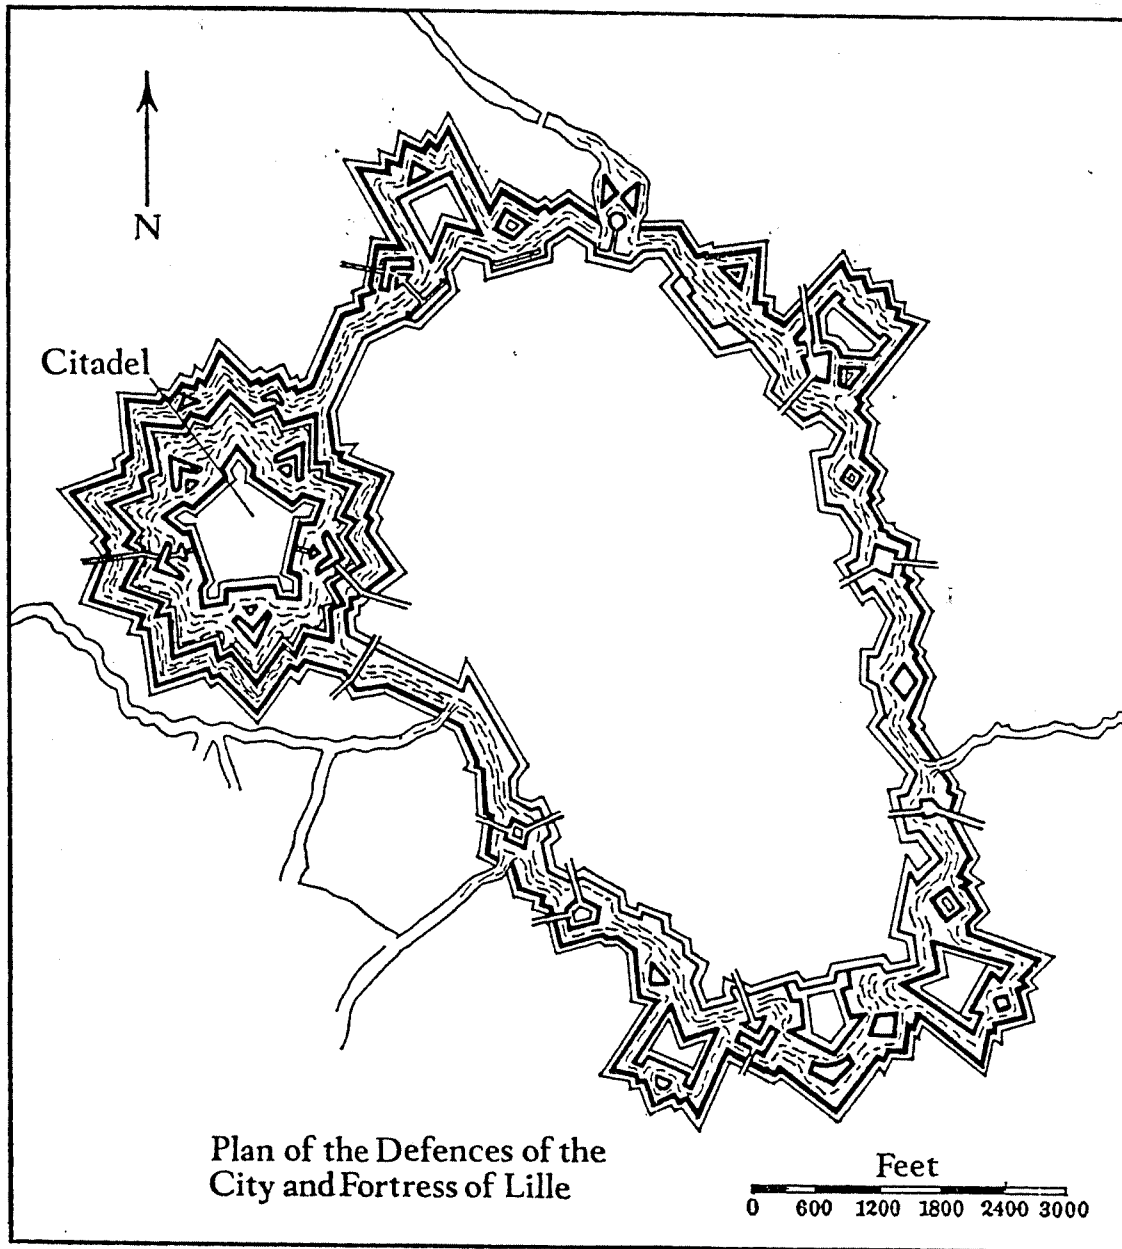 N
Citadel
Plan of the Defences of the
City and Fortress of Lille
Feet
0 600 1200 1800 2400 3000